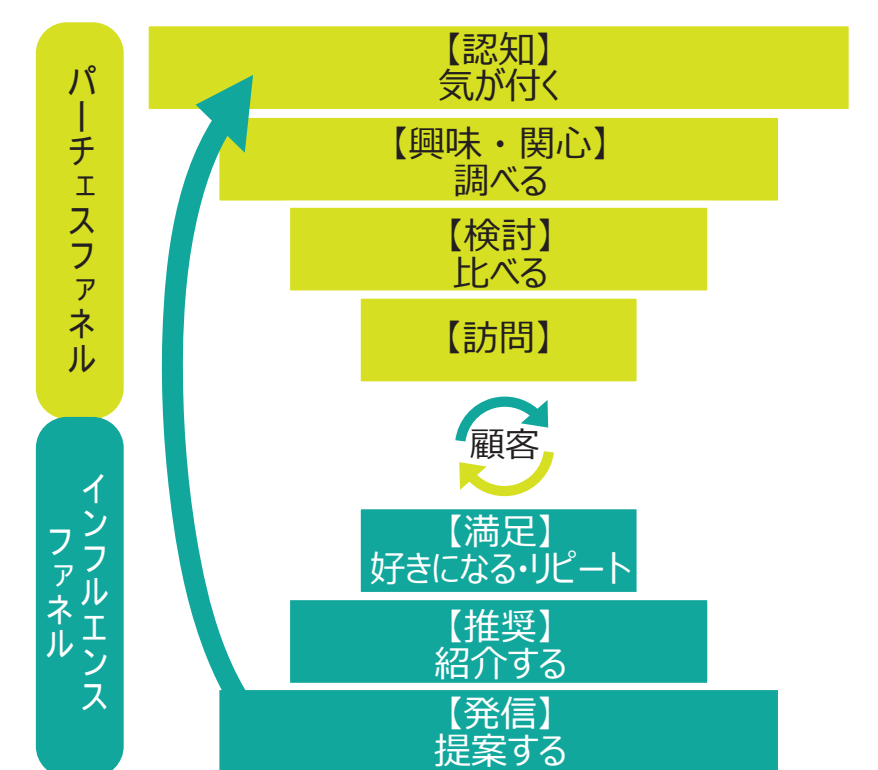 パーチェスファネル
【認知】
気が付く
【興味・関心】
調べる
【検討】
比べる
【訪問】
顧客
インフルエンス
ファネル
【満足】
好きになる・リピート
【推奨】
紹介する
【発信】
提案する